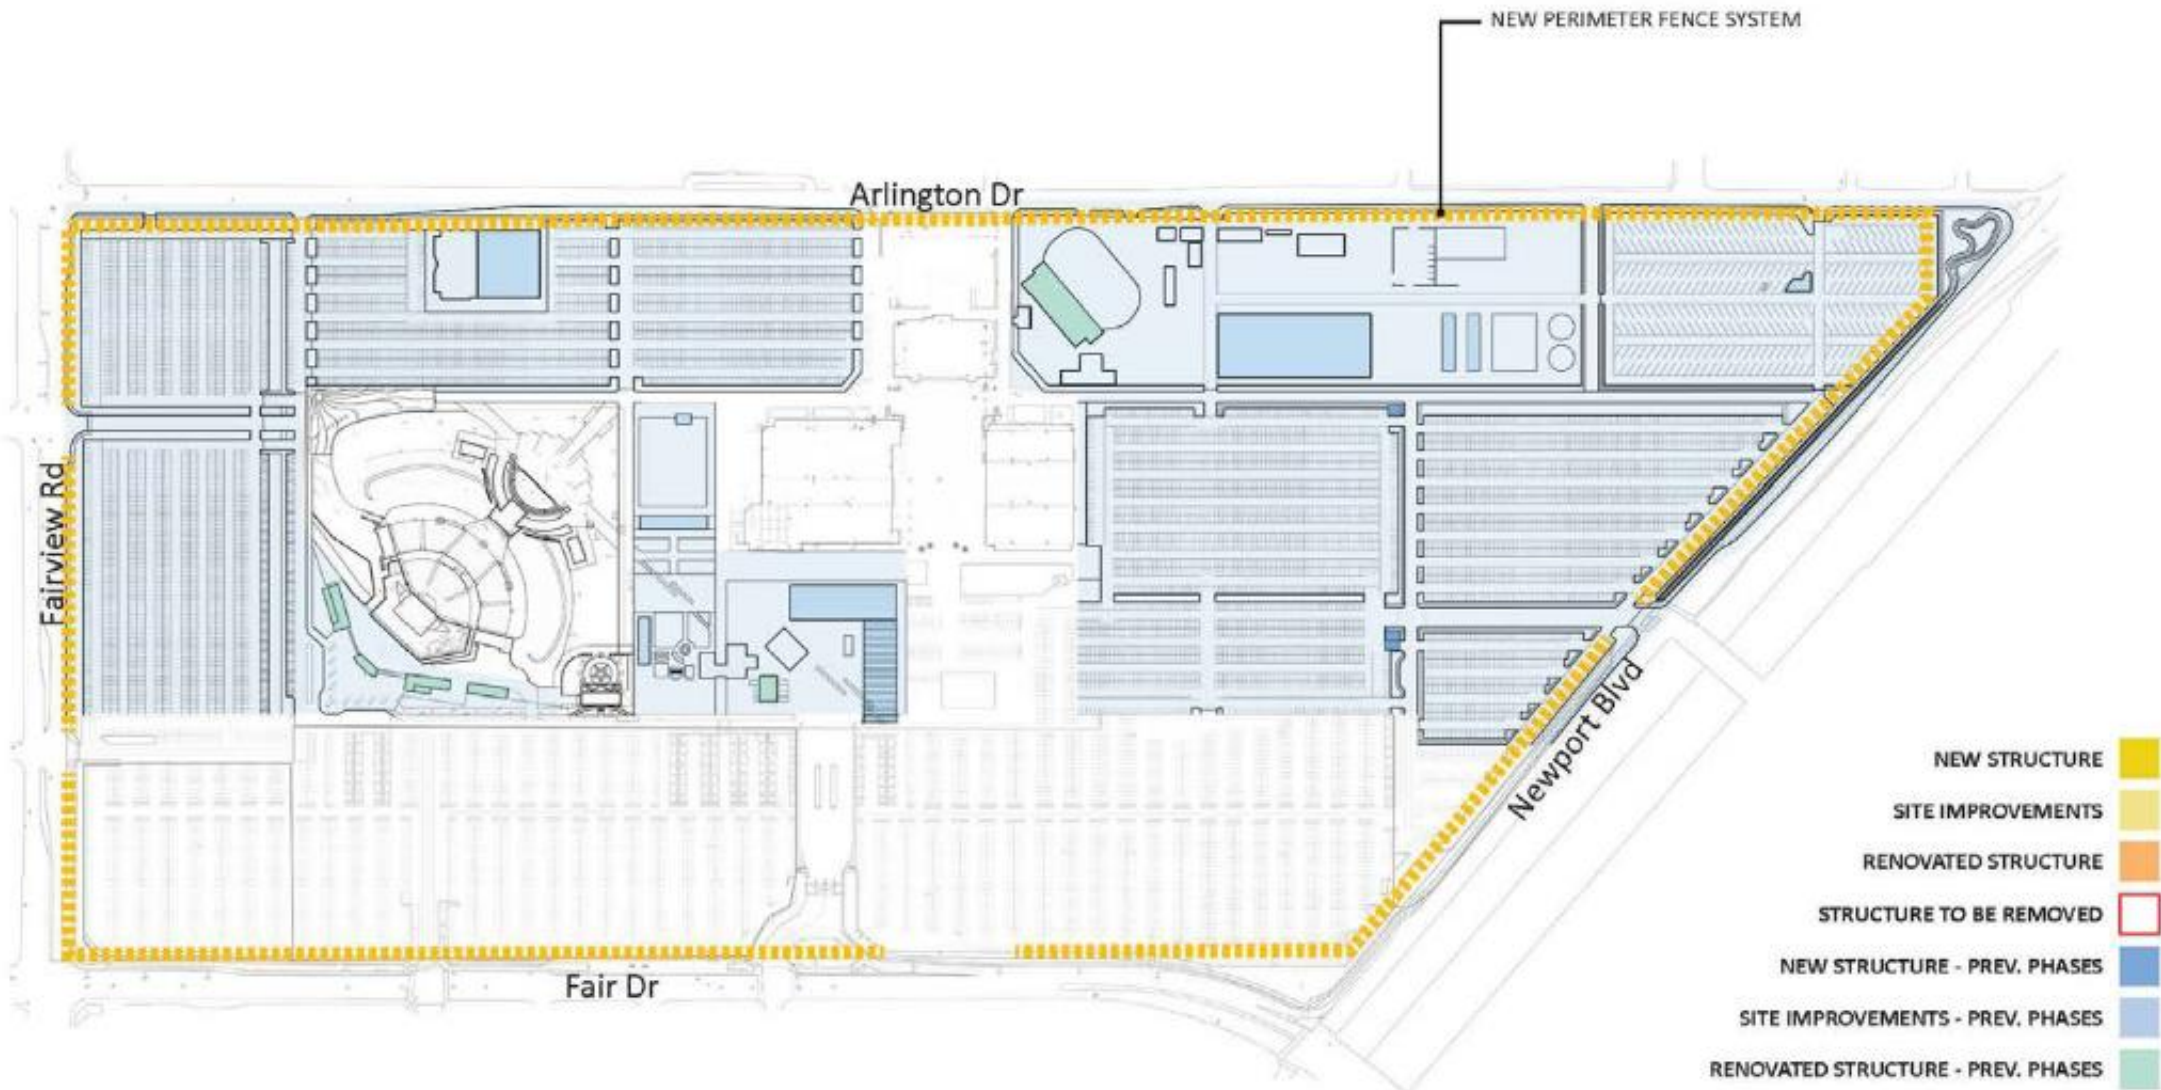 NEW PERIMETER FENCE SYSTEM
Arlington Dr
Fairview Rd
Newport Blvd
Fair Dr
NEW STRUCTURE
SITE IMPROVEMENTS
RENOVATED STRUCTURE
STRUCTURE TO BE REMOVED
NEW STRUCTURE - PREV. PHASES
SITE IMPROVEMENTS - PREV. PHASES
RENOVATED STRUCTURE - PREV. PHASES